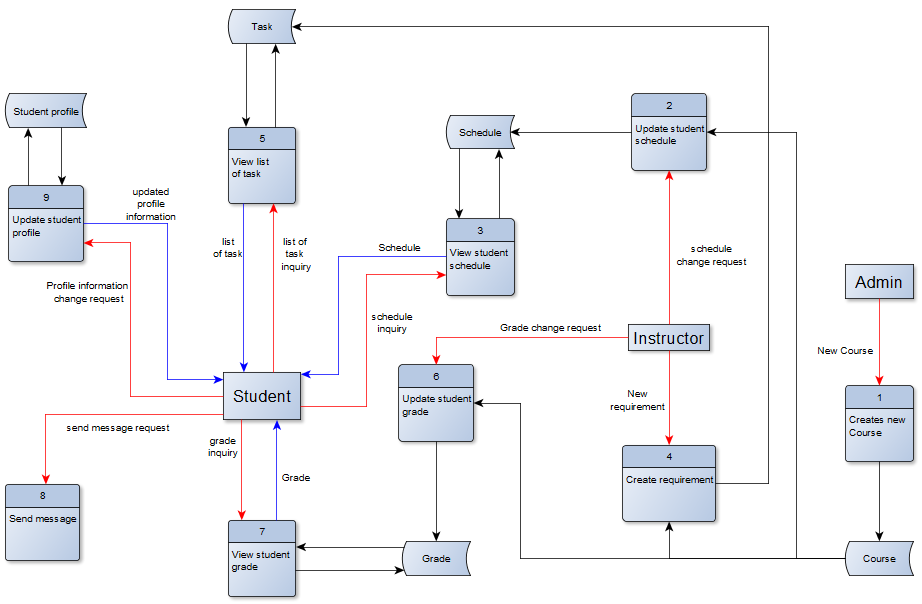 Task
Student profile
5
View list
of task
Schedule
2
Update student
schedule
9
Update student
profile
updated
profile
information
3
View student
schedule
list
of task
list of
task
inquiry
Schedule
schedule
change request
Admin
Profile information
change request
schedule
inquiry
Grade change request
Instructor
New Course
Student
6
Update student
grade
New
requirement
1
Creates new
Course
send message request
grade
inquiry
Grade
4
Create requirement
8
Send message
7
View student
grade
Grade
Course